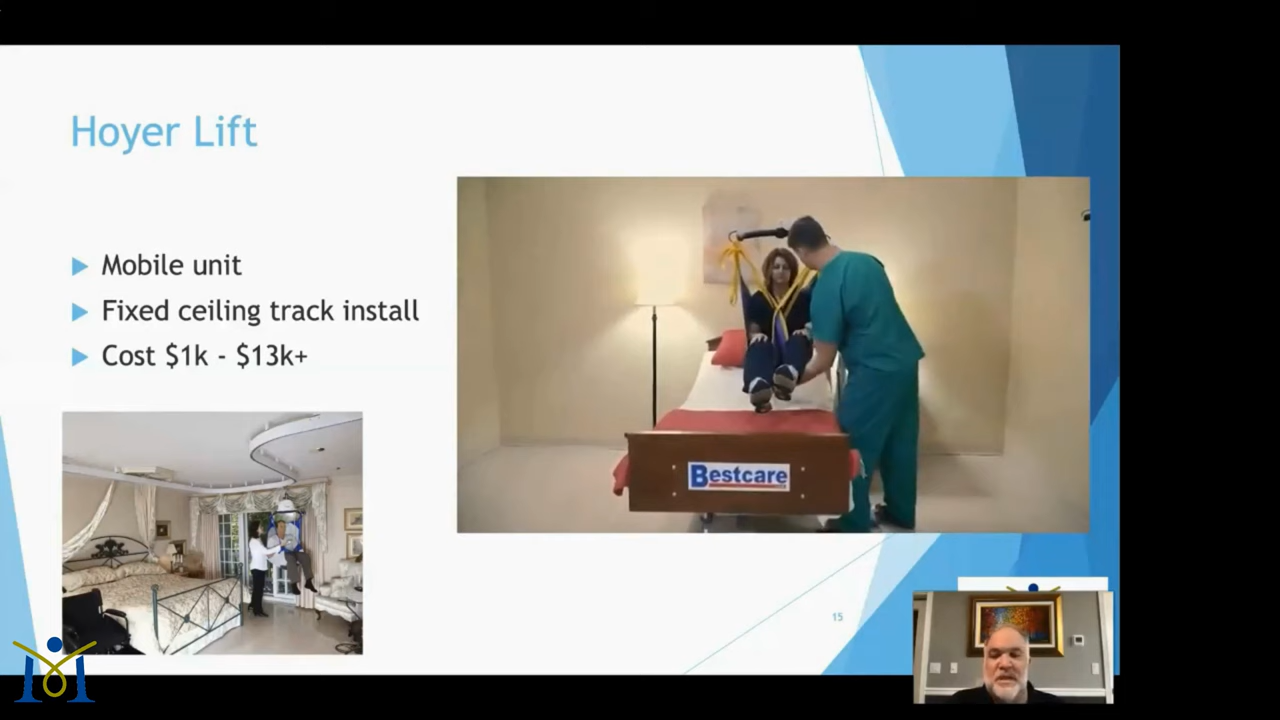 Hoyer Lift
Mobile unit
Fixed ceiling track install
Cost $1k - $13k+
Bestcare
15